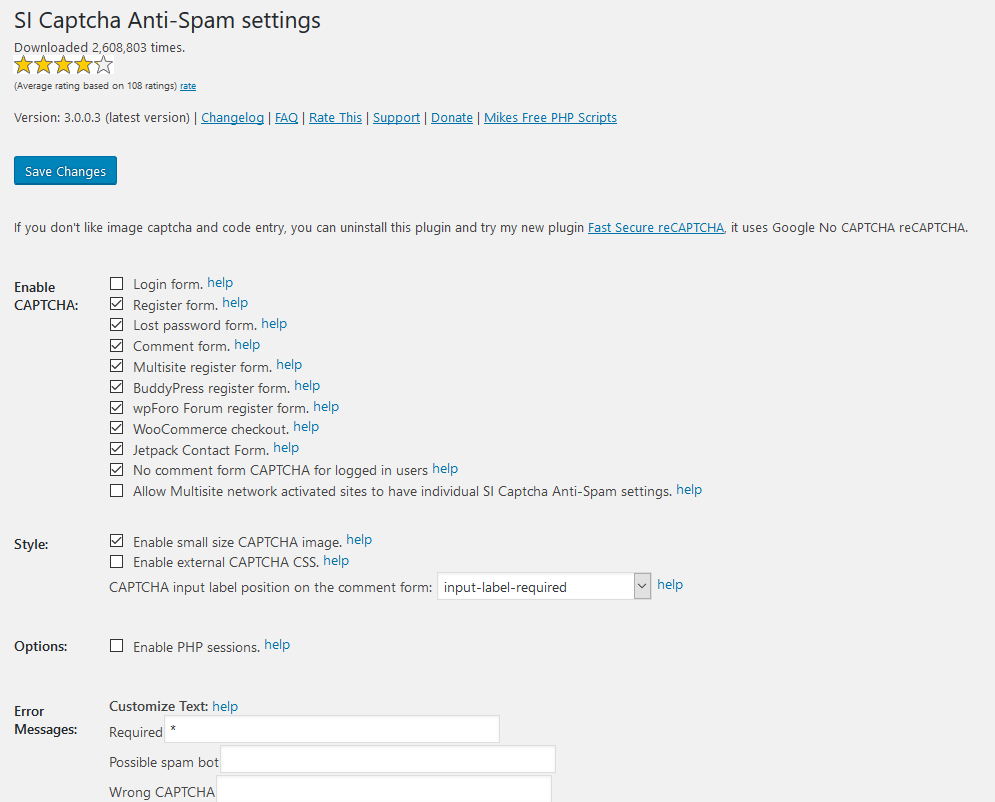 SI Captcha Anti-Spam settings
Downloaded 2,608,803 times.
(Average rating based on 108 ratings) rate
Version: 3.0.0.3 (latest version) | Changelog | FAQ | Rate This | Support | Donate | Mikes Free PHP Scripts
Save Changes
If you don't like image captcha and code entry, you can uninstall this plugin and try my new plugin Fast Secure reCAPTCHA, it uses Google No CAPTCHA reCAPTCHA.
Enable
CAPTCHA:
Login form. help
Register form. help
Lost password form. help
Comment form. help
Multisite register form. help
BuddyPress register form. help
wpForo Forum register form. help
WooCommerce checkout. help
Jetpack Contact Form. help
No comment form CAPTCHA for logged in users help
Allow Multisite network activated sites to have individual SI Captcha Anti-Spam settings. help
Style:
Enable small size CAPTCHA image. help
Enable external CAPTCHA CSS. help
CAPTCHA input label position on the comment form: input-label-required help
Options:
Enable PHP sessions. help
Error
Messages:
Customize Text: help
Required *
Possible spam bot
Wrong CAPTCHA